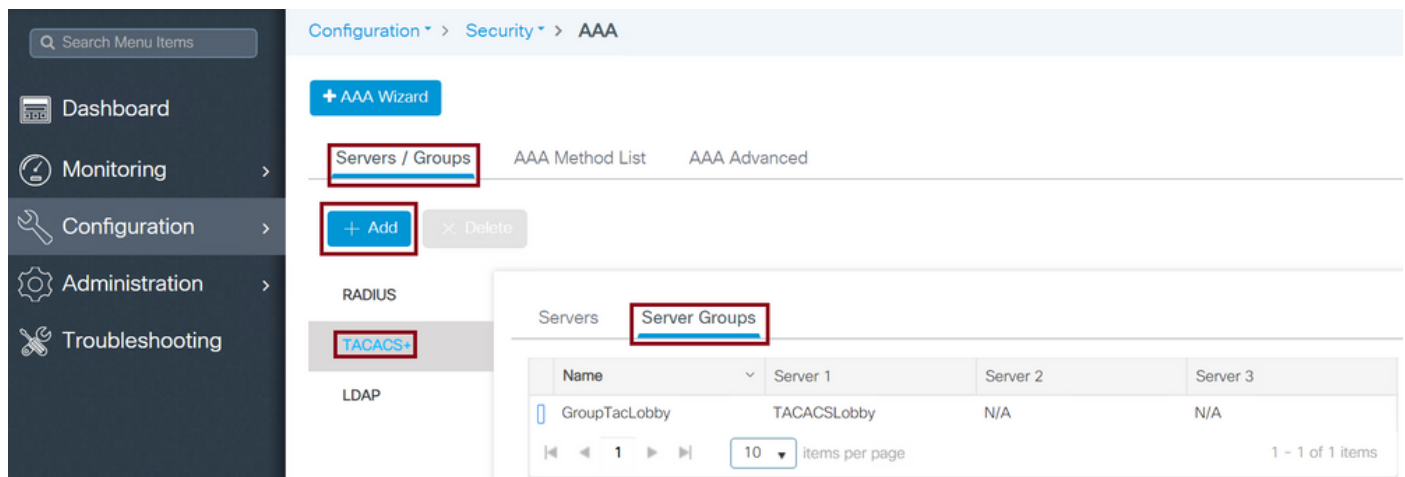 Search Menu Items
Dashboard
Monitoring
Configuration
Administration
Troubleshooting
Configuration > Security > AAA
+ AAA Wizard
Servers / Groups AAA Method List AAA Advanced
+ Add × Delete
RADIUS
TACACS+
LDAP
Servers Server Groups
Name Server 1 Server 2 Server 3
GroupTacLobby TACACSLobby N/A N/A
1 10 items per page 1 - 1 of 1 items